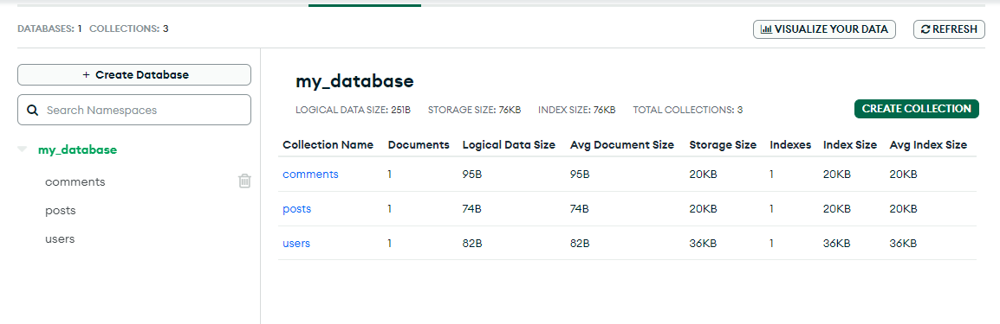 DATABASES: 1 COLLECTIONS: 3
VISUALIZE YOUR DATA
REFRESH
+ Create Database
Search Namespaces
my_database
comments
posts
users
my_database
LOGICAL DATA SIZE: 251B STORAGE SIZE: 76KB INDEX SIZE: 76KB TOTAL COLLECTIONS: 3
CREATE COLLECTION
Collection Name Documents Logical Data Size Avg Document Size Storage Size Indexes Index Size Avg Index Size
comments 1 95B 95B 20KB 1 20KB 20KB
posts 1 74B 74B 20KB 1 20KB 20KB
users 1 82B 82B 36KB 1 36KB 36KB